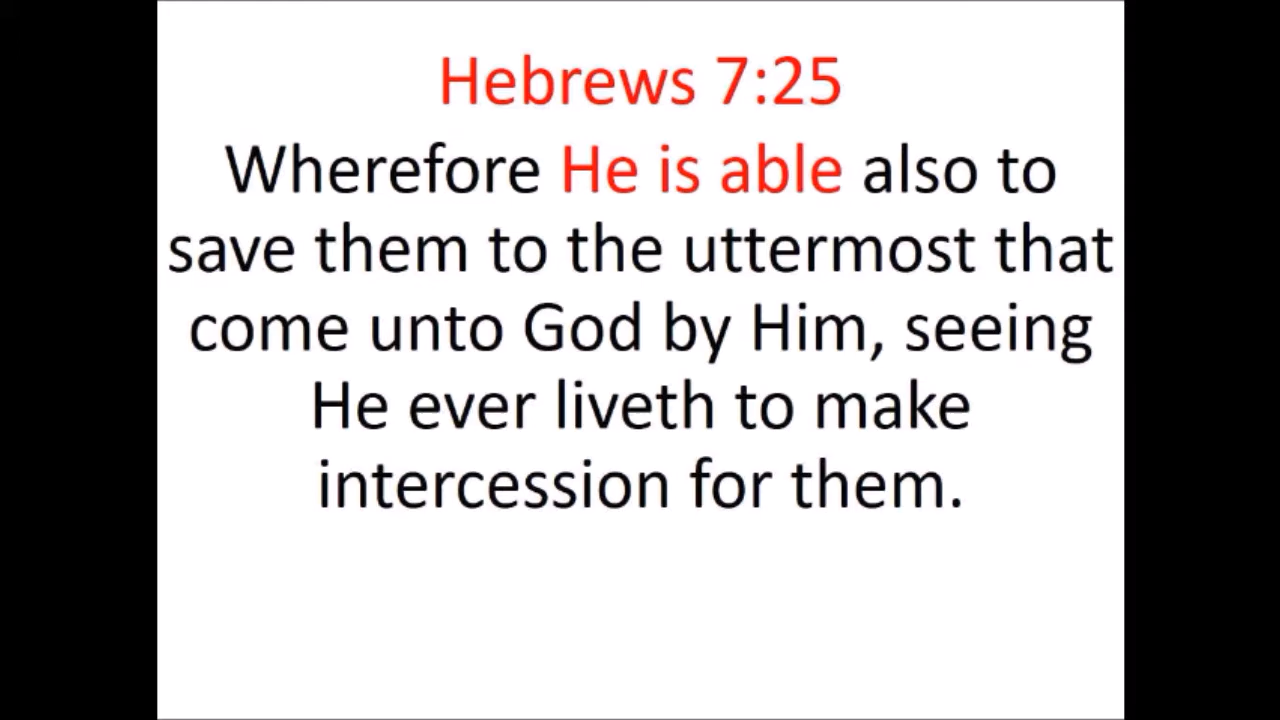 Hebrews 7:25
Wherefore He is able also to
save them to the uttermost that
come unto God by Him, seeing
He ever liveth to make
intercession for them.